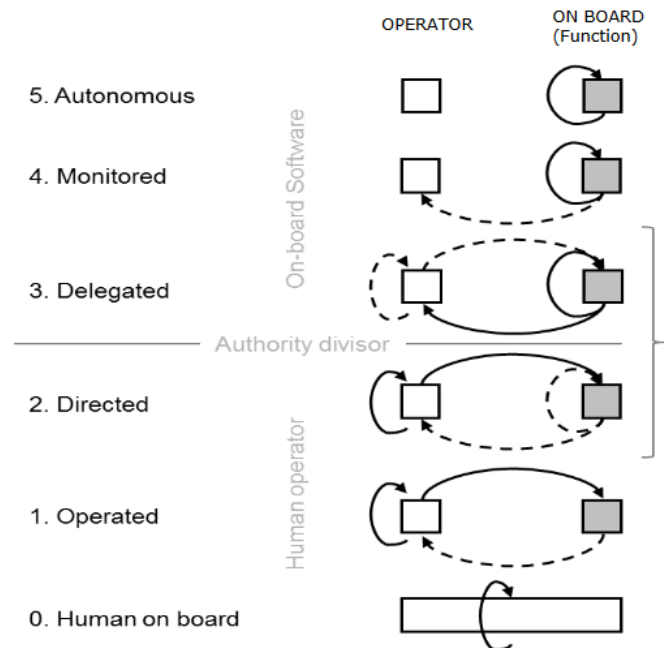 OPERATOR
ON BOARD
(Function)
5. Autonomous
4. Monitored
On-board Software
3. Delegated
Authority divisor
2. Directed
Human operator
1. Operated
0. Human on board